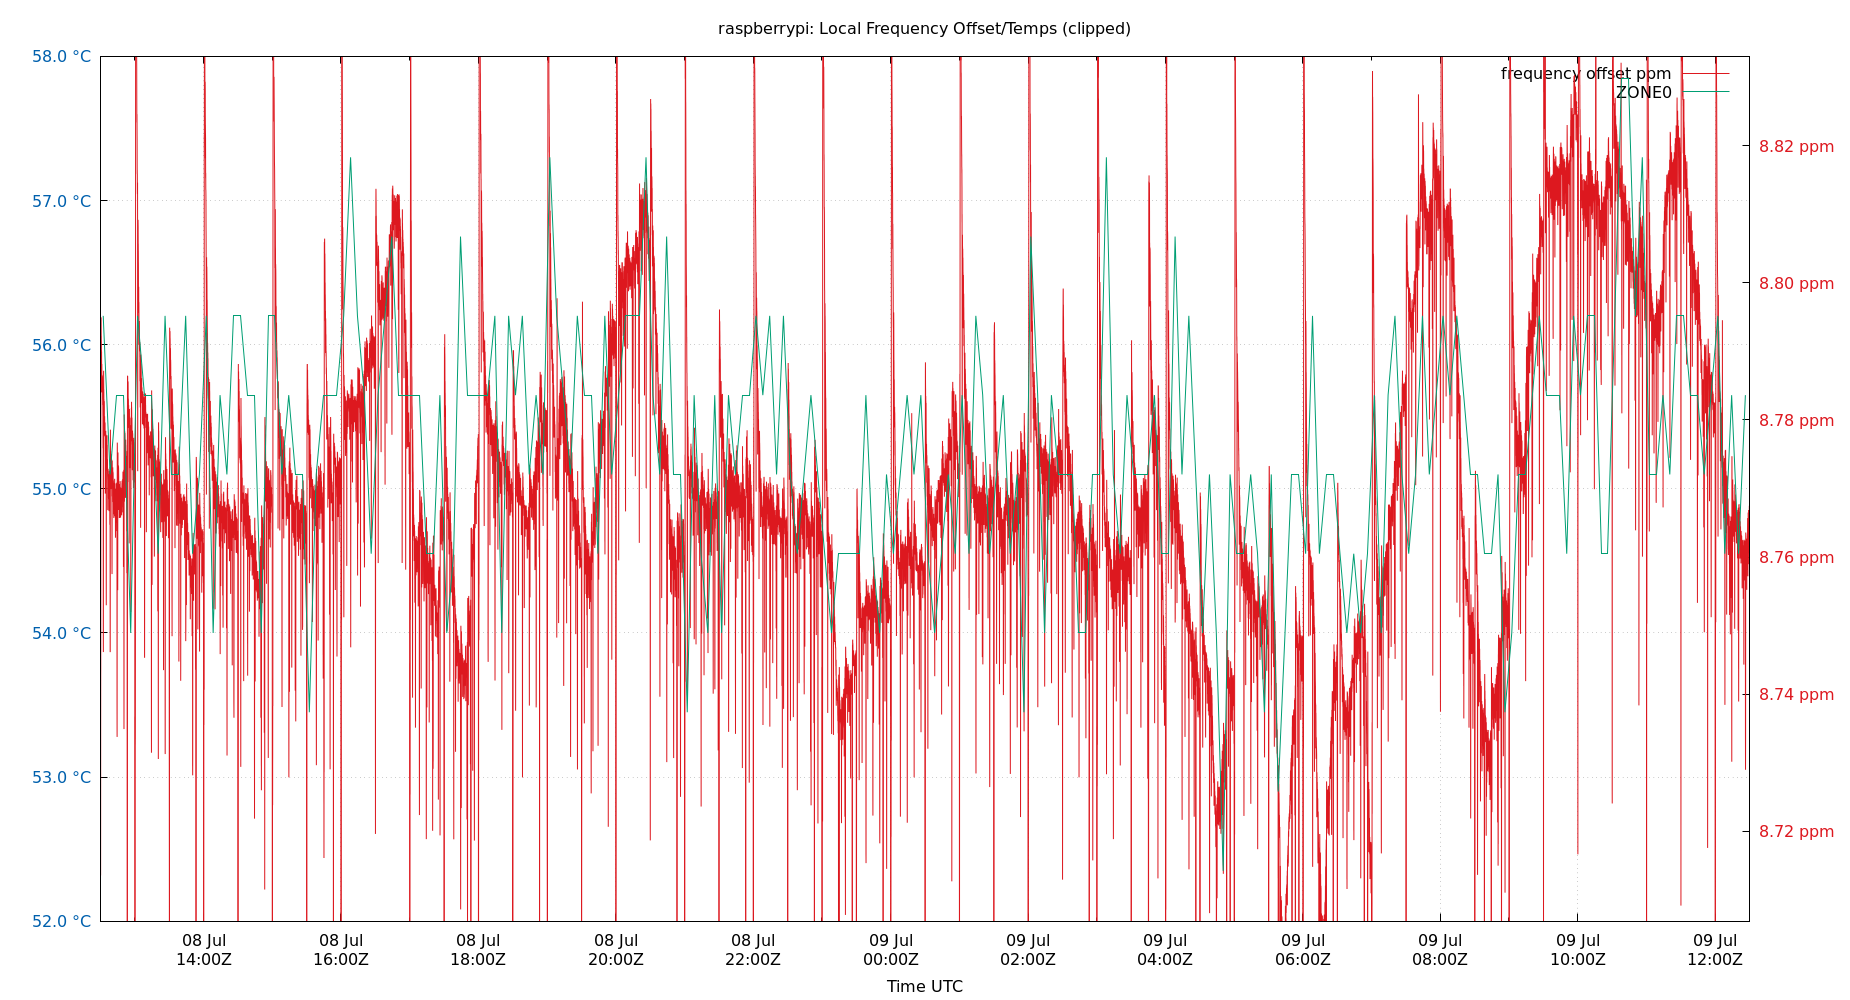 raspberrypi: Local Frequency Offset/Temps (clipped)
frequency offset ppm
ZONE0
58.0 °C
57.0 °C
56.0 °C
55.0 °C
54.0 °C
53.0 °C
52.0 °C
8.82 ppm
8.80 ppm
8.78 ppm
8.76 ppm
8.74 ppm
8.72 ppm
08 Jul
14:00Z
08 Jul
16:00Z
08 Jul
18:00Z
08 Jul
20:00Z
08 Jul
22:00Z
09 Jul
00:00Z
09 Jul
02:00Z
09 Jul
04:00Z
09 Jul
06:00Z
09 Jul
08:00Z
09 Jul
10:00Z
09 Jul
12:00Z
Time UTC